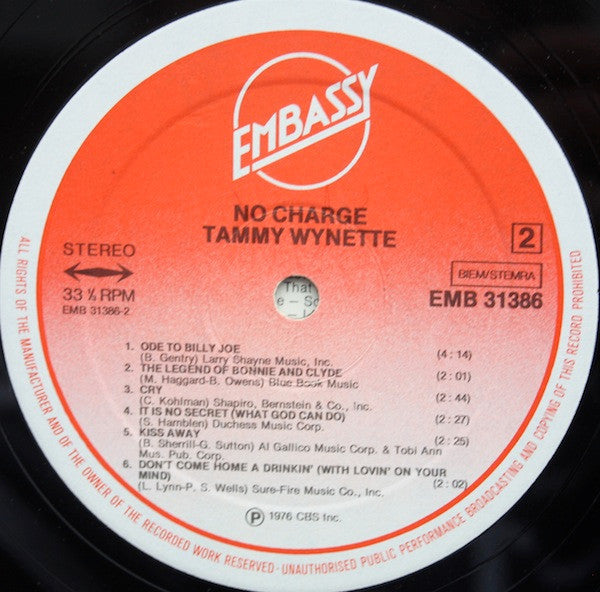 EMBASSY
NO CHARGE
TAMMY WYNETTE
2
STEREO
33 ⅓ RPM
EMB 31386-2
BIEM/STEMRA
EMB 31386
That
e - So
1. ODE TO BILLY JOE
(B. Gentry) Larry Shayne Music, Inc. (4 : 14)
2. THE LEGEND OF BONNIE AND CLYDE
(M. Haggard-B. Owens) Blue Book Music (2 : 01)
3. CRY
(C. Kohlman) Shapiro, Bernstein & Co. Inc. (2 : 44)
4. IT IS NO SECRET (WHAT GOD CAN DO)
(S. Hamblen) Duchess Music Corp. (2 : 27)
5. KISS AWAY (2 : 25)
(B. Sherrill-G. Sutton) Al Gallico Music Corp. & Tobi Ann
Mus. Pub. Corp.
6. DON'T COME HOME A DRINKIN' (WITH LOVIN' ON YOUR
MIND) (2 : 02)
(L. Lynn-P. S. Wells) Sure-Fire Music Co., Inc.
Ⓟ 1976 CBS Inc.
ALL RIGHTS OF THE MANUFACTURER AND OF THE OWNER OF THE RECORDED WORK RESERVED · UNAUTHORISED PUBLIC PERFORMANCE BROADCASTING AND COPYING OF THIS RECORD PROHIBITED